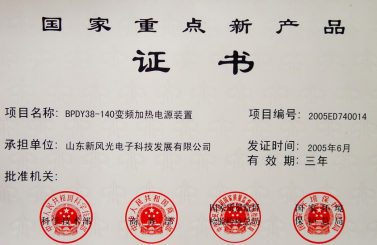 国家重点新产品
证书
项目名称: BPDY38-140变频加热电源装置
项目编号: 2005ED740014
承担单位: 山东新风光电子科技发展有限公司
发证时间: 2005年6月
有效期: 三年
批准机关: